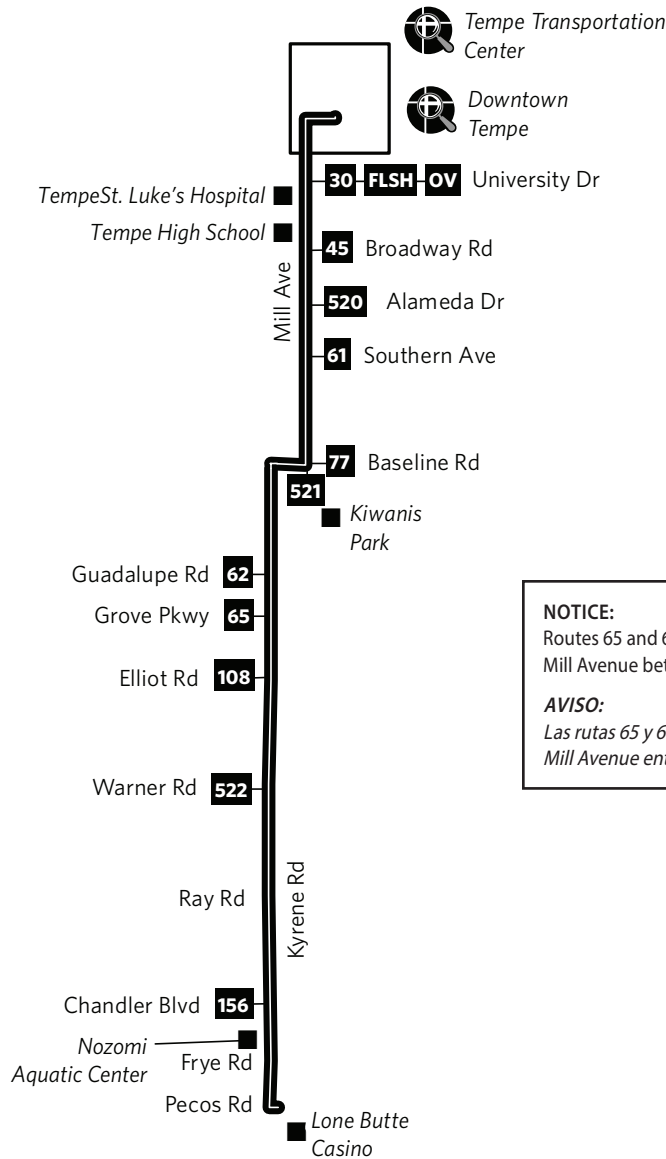 Tempe Transportation
Center
Downtown
Tempe
30 FLSH OV University Dr
TempeSt. Luke's Hospital
Tempe High School
45 Broadway Rd
Mill Ave
520 Alameda Dr
61 Southern Ave
77 Baseline Rd
521
Kiwanis
Park
Guadalupe Rd 62
Grove Pkwy 65
Elliot Rd 108
Warner Rd 522
Ray Rd
Kyrene Rd
Chandler Blvd 156
Nozomi
Aquatic Center
Frye Rd
Pecos Rd
Lone Butte
Casino
NOTICE:
Routes 65 and 6
Mill Avenue bet
AVISO:
Las rutas 65 y 6
Mill Avenue ent